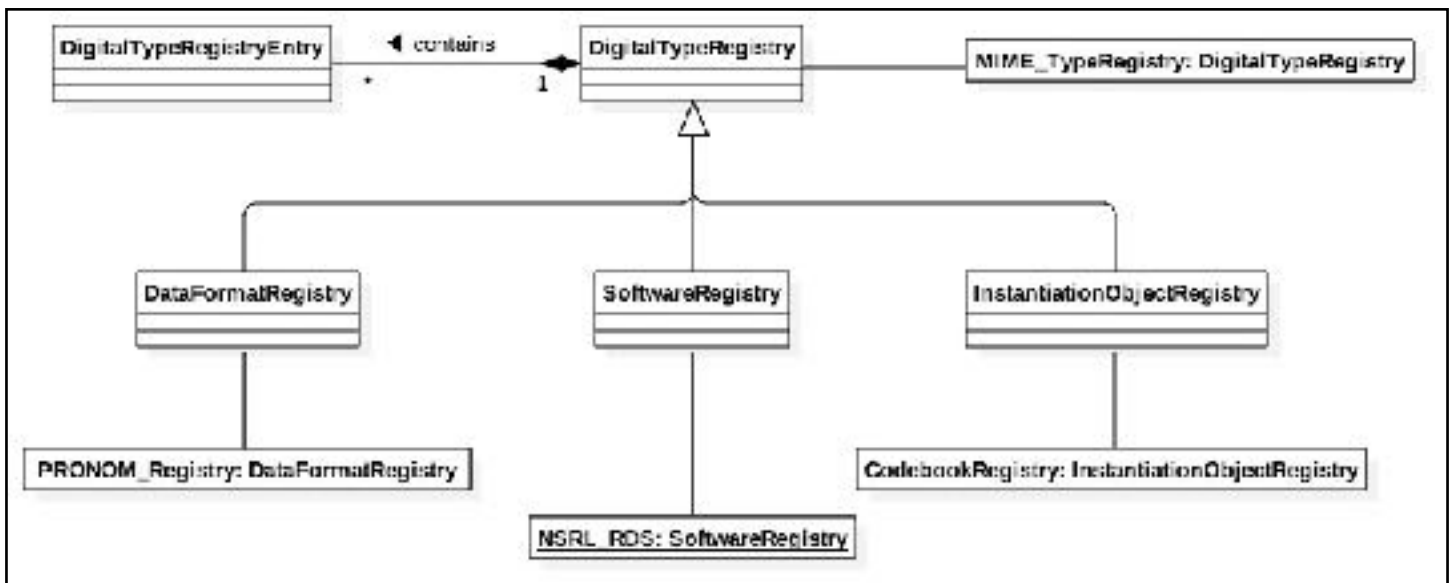 DigitalTypeRegistryEntry
◄ contains
DigitalTypeRegistry
MIME_TypeRegistry: DigitalTypeRegistry
*
1
DataFormatRegistry
SoftwareRegistry
InstantiationObjectRegistry
PRONOM_Registry: DataFormatRegistry
CodebookRegistry: InstantiationObjectRegistry
NSRL_RDS: SoftwareRegistry